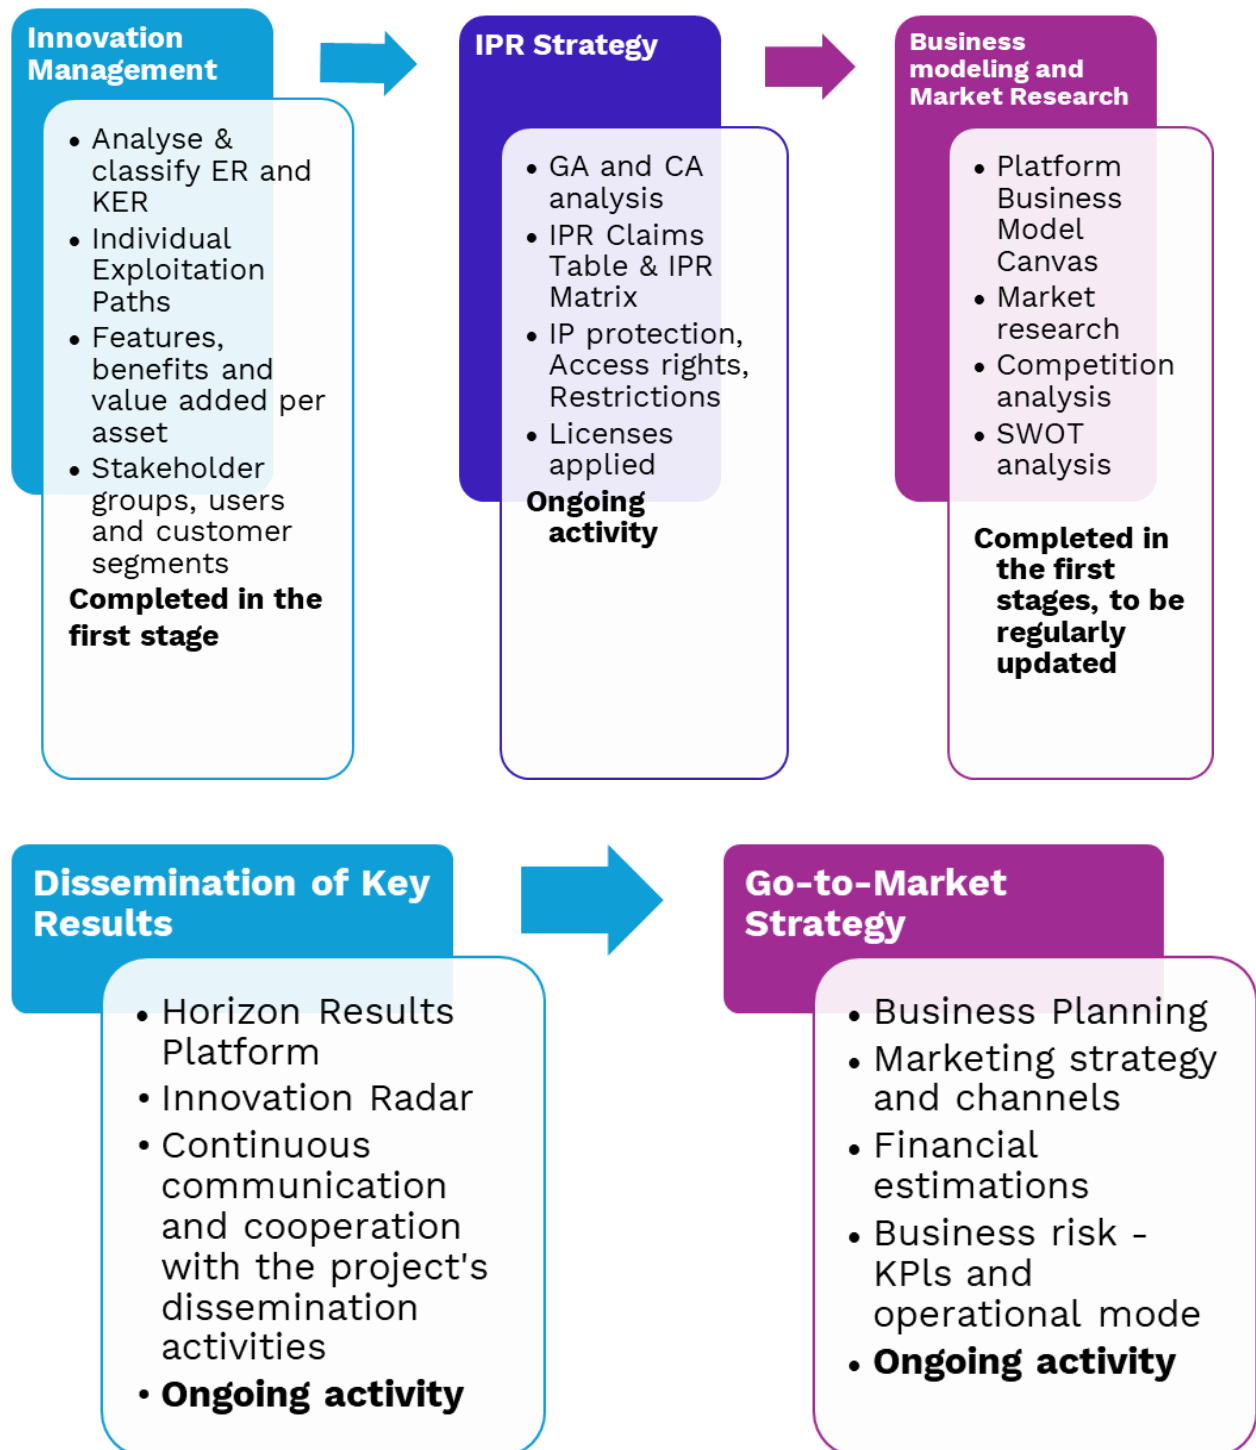 Innovation
Management
• Analyse &
classify ER and
KER
• Individual
Exploitation
Paths
• Features,
benefits and
value added per
asset
• Stakeholder
groups, users
and customer
segments
Completed in the
first stage
IPR Strategy
• GA and CA
analysis
• IPR Claims
Table & IPR
Matrix
• IP protection,
Access rights,
Restrictions
• Licenses
applied
Ongoing
activity
Business
modeling and
Market Research
• Platform
Business
Model
Canvas
• Market
research
• Competition
analysis
• SWOT
analysis
Completed in
the first
stages, to be
regularly
updated
Dissemination of Key
Results
• Horizon Results
Platform
• Innovation Radar
• Continuous
communication
and cooperation
with the project's
dissemination
activities
• Ongoing activity
Go-to-Market
Strategy
• Business Planning
• Marketing strategy
and channels
• Financial
estimations
• Business risk -
KPls and
operational mode
• Ongoing activity